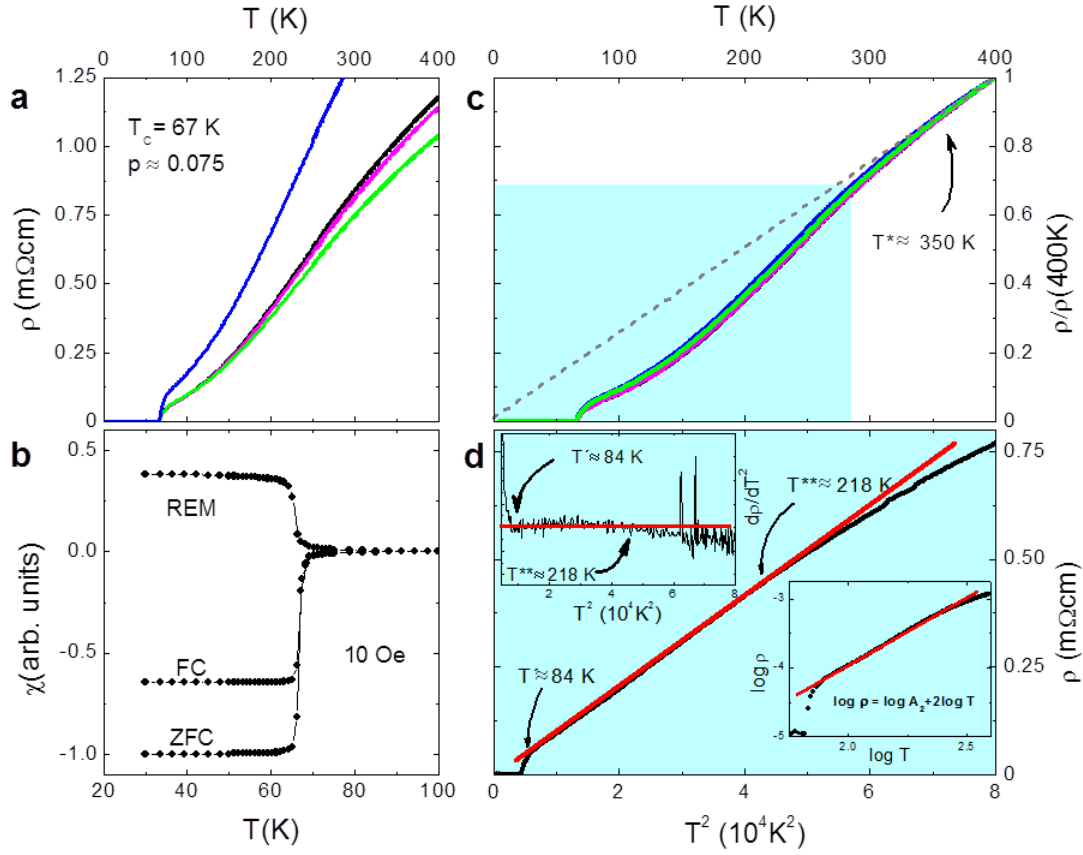 T (K)
0 100 200 300 400
1.25
1.00
0.75
0.50
0.25
0
a
T_c = 67 K
p ≈ 0.075
ρ (mΩcm)
T (K)
0 100 200 300 400
c
T*≈ 350 K
1
0.8
0.6
0.4
0.2
0
ρ/ρ(400K)
b
0.5
0.0
-0.5
-1.0
χ(arb. units)
REM
FC
ZFC
10 Oe
20 40 60 80 100
T(K)
d
T´≈ 84 K
T**≈ 218 K
dρ/dT²
2 4 6 8
T² (10⁴K²)
T**≈ 218 K
T´≈ 84 K
-3
-4
-5
log ρ
log ρ = log A₂+2log T
2.0 2.5
log T
0.75
0.50
0.25
0
ρ (mΩcm)
0 2 4 6 8
T² (10⁴K²)